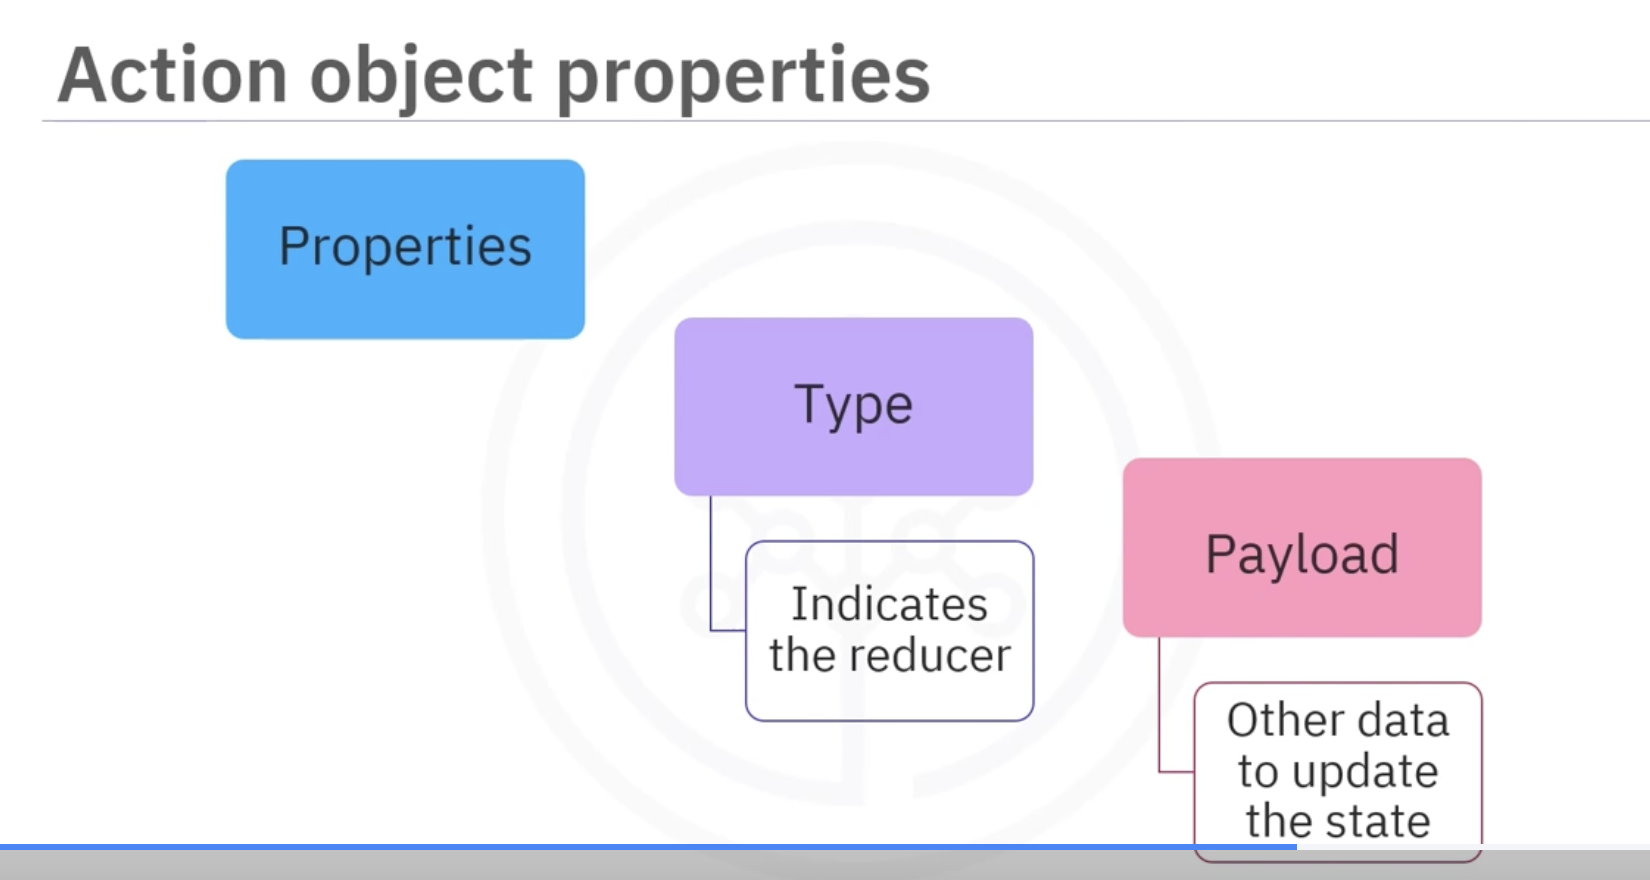 Action object properties
Properties
Type
Indicates
the reducer
Payload
Other data
to update
the state